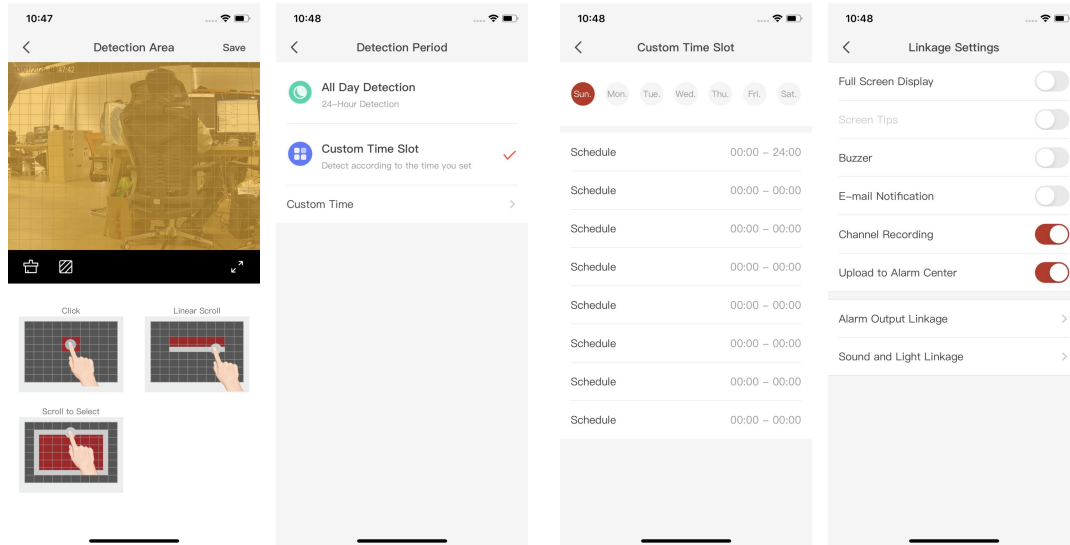 10:47
Detection Area
Save
Click
Linear Scroll
Scroll to Select
10:48
Detection Period
All Day Detection
24-Hour Detection
Custom Time Slot
Detect according to the time you set
Custom Time
10:48
Custom Time Slot
Sun. Mon. Tue. Wed. Thu. Fri. Sat.
Schedule 00:00 – 24:00
Schedule 00:00 – 00:00
Schedule 00:00 – 00:00
Schedule 00:00 – 00:00
Schedule 00:00 – 00:00
Schedule 00:00 – 00:00
Schedule 00:00 – 00:00
Schedule 00:00 – 00:00
10:48
Linkage Settings
Full Screen Display
Screen Tips
Buzzer
E-mail Notification
Channel Recording
Upload to Alarm Center
Alarm Output Linkage
Sound and Light Linkage